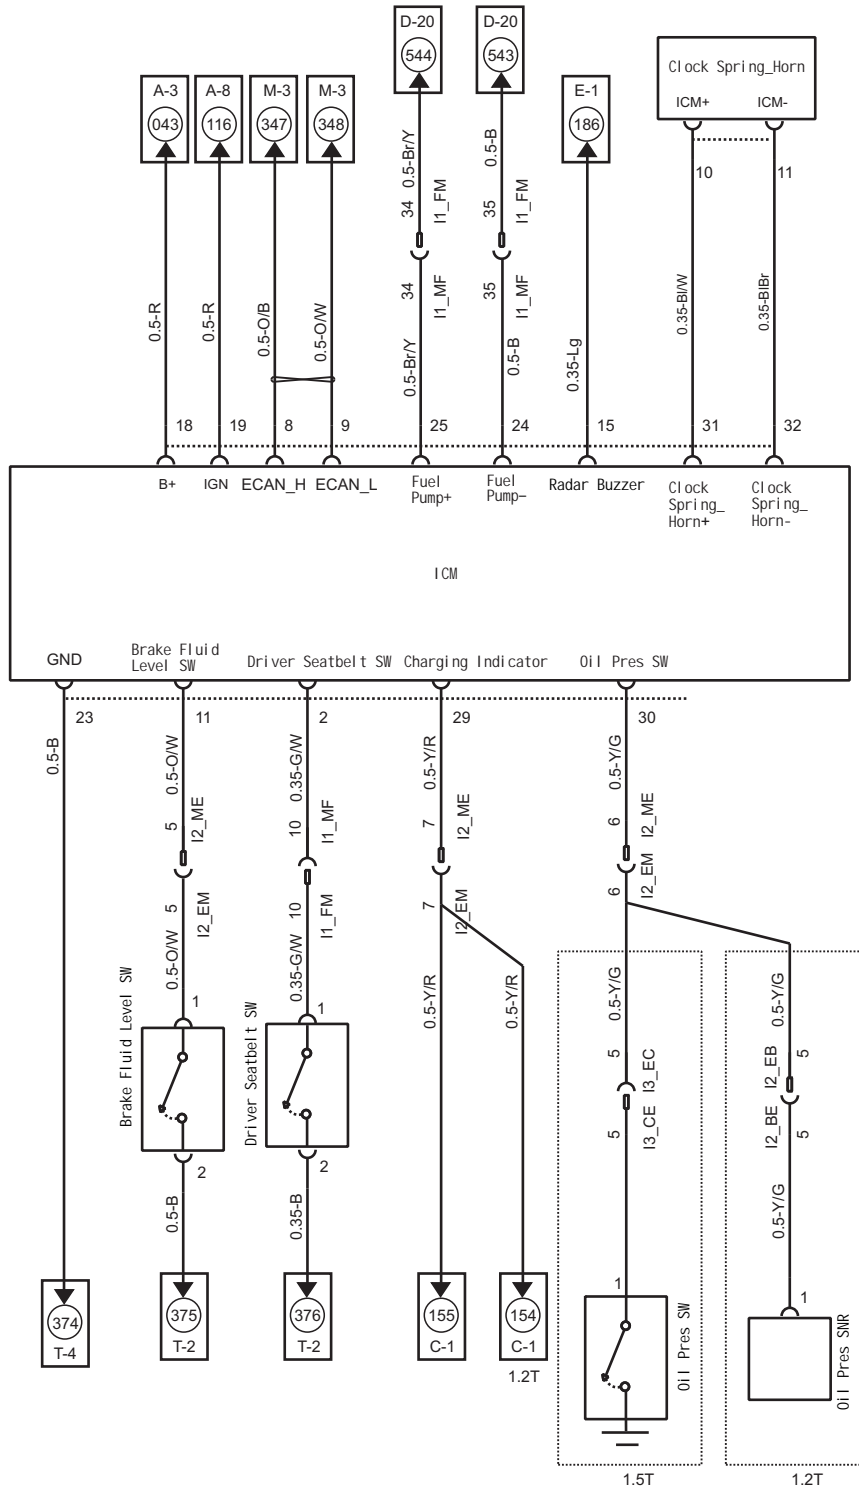 D-20
D-20
544
543
Clock Spring_Horn
ICM+
ICM-
A-3
A-8
M-3
M-3
E-1
043
116
347
348
186
0.5-Br/Y
0.5-B
34
I1_FM
35
I1_FM
10
11
34
I1_MF
35
I1_MF
0.5-R
0.5-R
0.5-O/B
0.5-O/W
0.5-Br/Y
0.5-B
0.35-Lg
0.35-Bl/W
0.35-BlBr
18
19
8
9
25
24
15
31
32
B+
IGN
ECAN_H
ECAN_L
Fuel
Pump+
Fuel
Pump-
Radar Buzzer
Clock
Spring_
Horn+
Clock
Spring_
Horn-
ICM
GND
Brake Fluid
Level SW
Driver Seatbelt SW
Charging Indicator
Oil Pres SW
23
11
2
29
30
0.5-B
0.5-O/W
0.35-G/W
0.5-Y/R
0.5-Y/G
5
I2_ME
10
I1_MF
7
I2_ME
6
I2_ME
5
I2_EM
10
I1_FM
7
I2_EM
6
I2_EM
0.5-O/W
0.35-G/W
0.5-Y/R
0.5-Y/R
0.5-Y/G
0.5-Y/G
Brake Fluid Level SW
1
Driver Seatbelt SW
1
5
I3_EC
I2_EB
5
5
I3_CE
I2_BE
5
2
2
0.5-B
0.35-B
0.5-Y/G
1
1
374
T-4
375
T-2
376
T-2
155
C-1
154
C-1
1.2T
Oil Pres SW
Oil Pres SNR
1.5T
1.2T